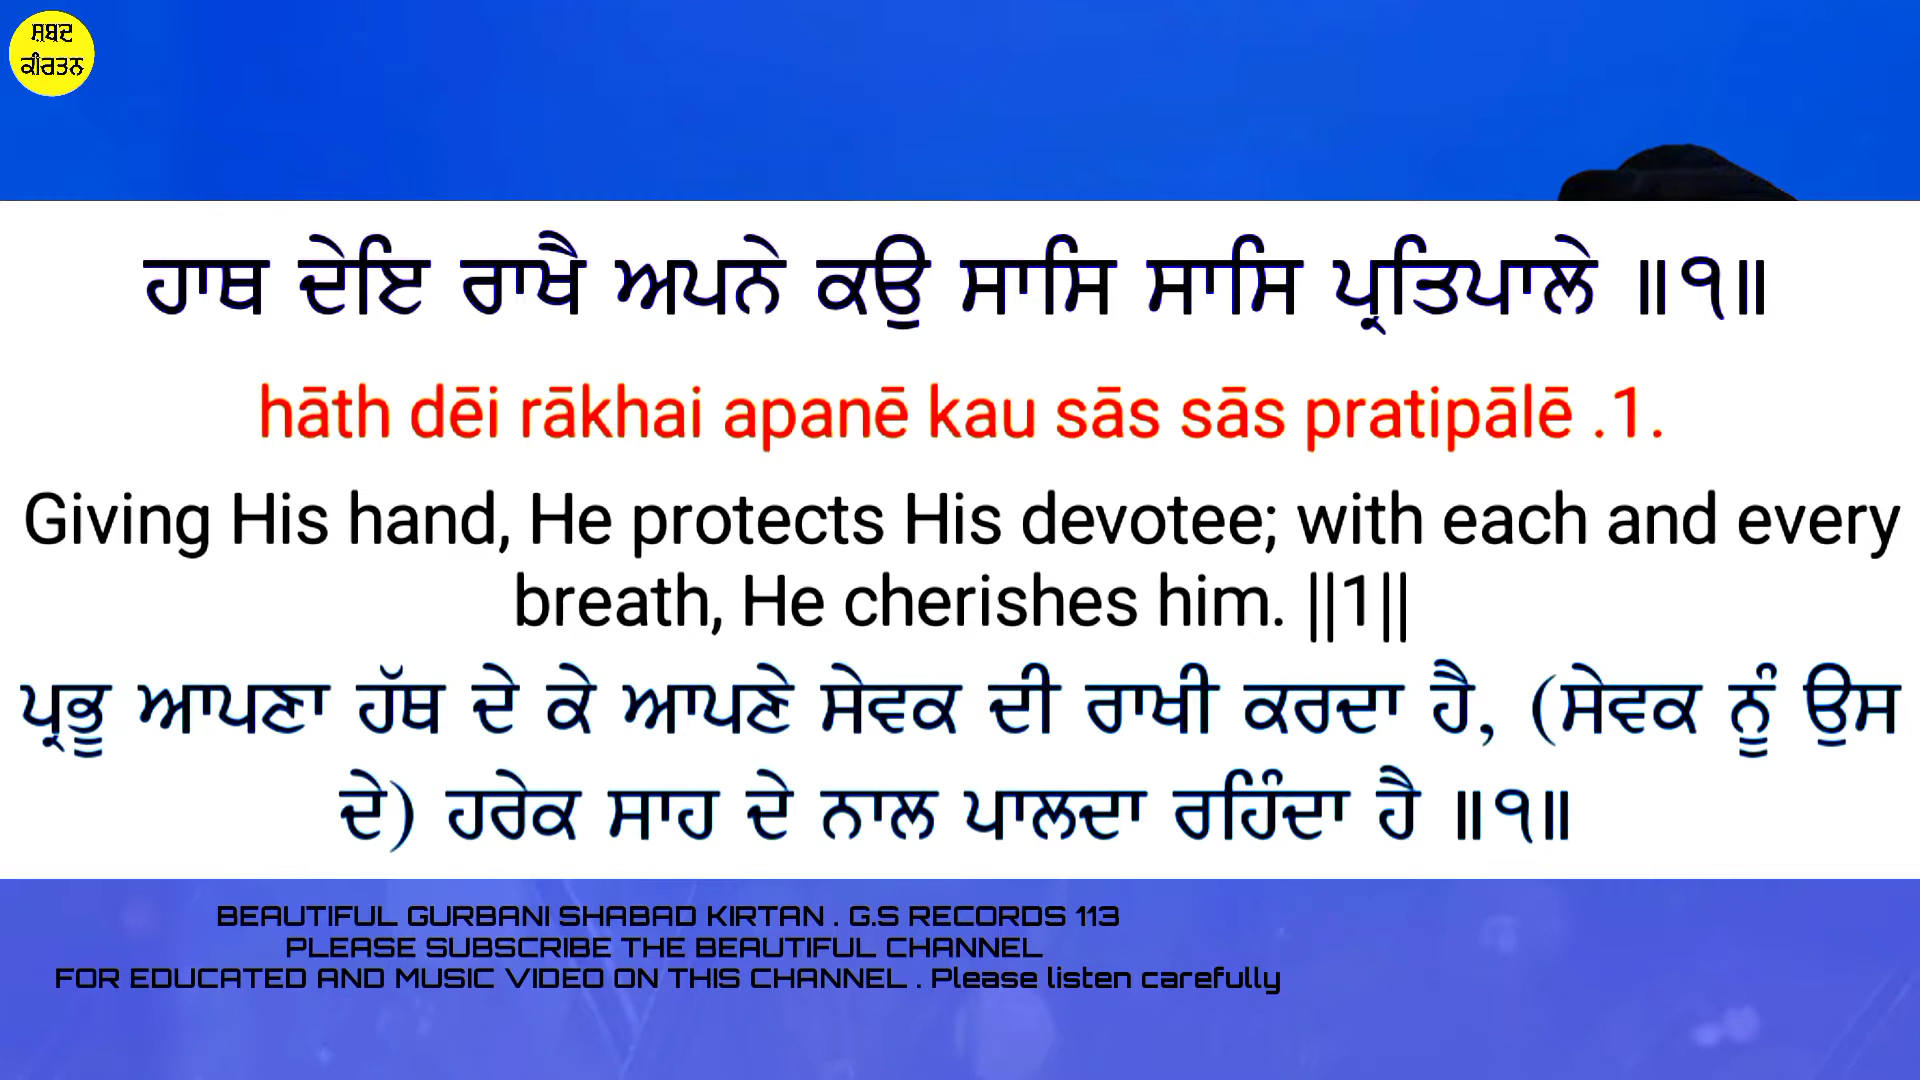 ਸ਼ਬਦ
ਕੀਰਤਨ
ਹਾਥ ਦੇਇ ਰਾਖੈ ਅਪਨੇ ਕਉ ਸਾਸਿ ਸਾਸਿ ਪ੍ਰਤਿਪਾਲੇ ॥੧॥
hāth dēi rākhai apanē kau sās sās pratipālē .1.
Giving His hand, He protects His devotee; with each and every
breath, He cherishes him. ||1||
ਪ੍ਰਭੂ ਆਪਣਾ ਹੱਥ ਦੇ ਕੇ ਆਪਣੇ ਸੇਵਕ ਦੀ ਰਾਖੀ ਕਰਦਾ ਹੈ, (ਸੇਵਕ ਨੂੰ ਉਸ
ਦੇ) ਹਰੇਕ ਸਾਹ ਦੇ ਨਾਲ ਪਾਲਦਾ ਰਹਿੰਦਾ ਹੈ ॥੧॥
BEAUTIFUL GURBANI SHABAD KIRTAN . G.S RECORDS 113
PLEASE SUBSCRIBE THE BEAUTIFUL CHANNEL
FOR EDUCATED AND MUSIC VIDEO ON THIS CHANNEL . Please listen carefully